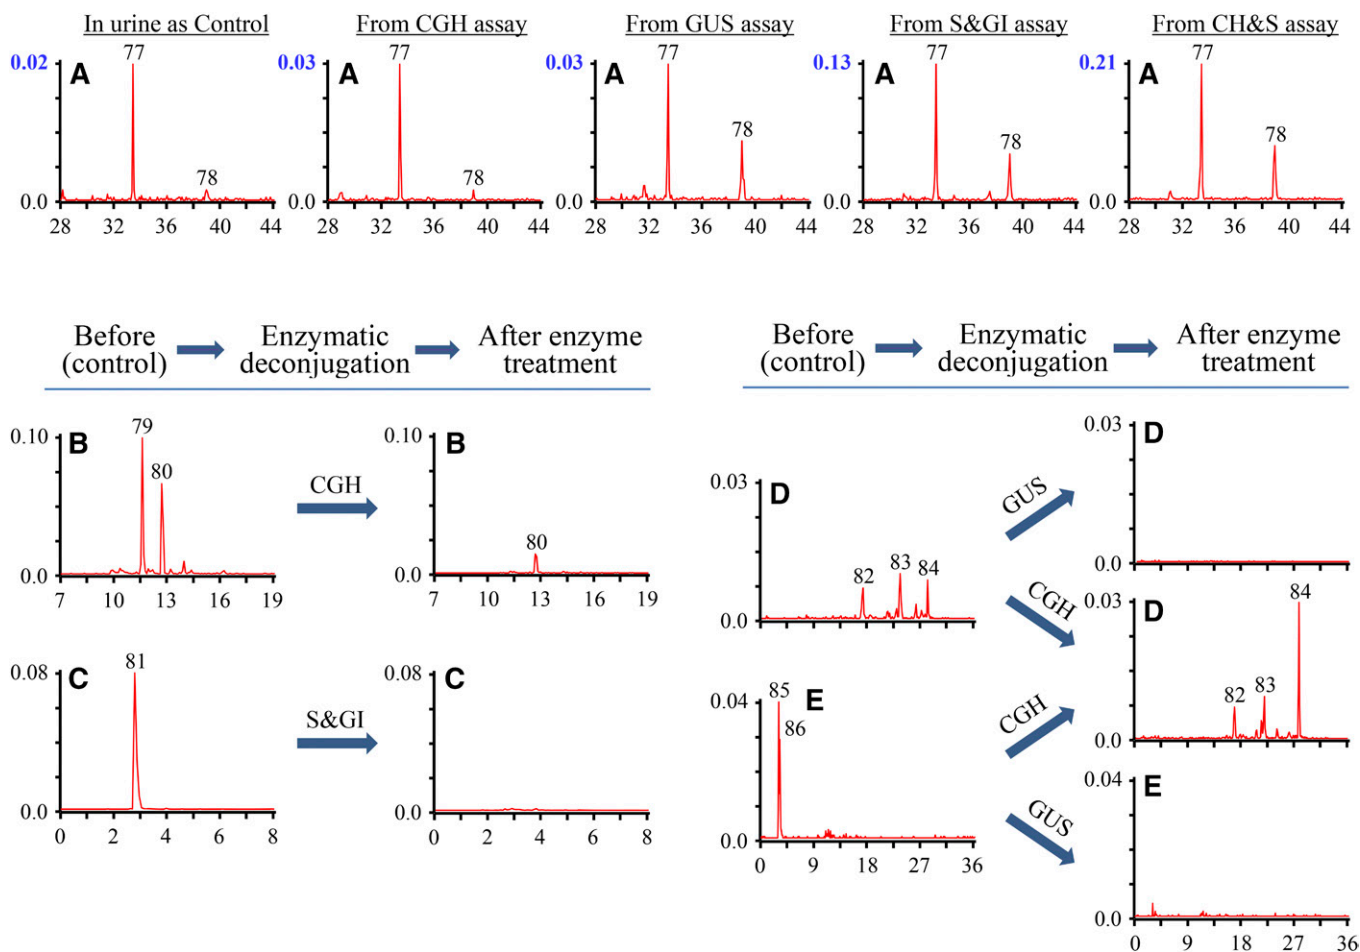 In urine as Control
From CGH assay
From GUS assay
From S&GI assay
From CH&S assay
0.02 A 77 78 0.0
28 32 36 40 44
0.03 A 77 78 0.0
28 32 36 40 44
0.03 A 77 78 0.0
28 32 36 40 44
0.13 A 77 78 0.0
28 32 36 40 44
0.21 A 77 78 0.0
28 32 36 40 44
Before
(control)
Enzymatic
deconjugation
After enzyme
treatment
Before
(control)
Enzymatic
deconjugation
After enzyme
treatment
0.10 B 79 80 0.0
7 10 13 16 19
CGH
0.10 B 80 0.0
7 10 13 16 19
0.08 C 81 0.0
0 2 4 6 8
S&GI
0.08 C 0.0
0 2 4 6 8
0.03 D 82 83 84 0.0
GUS
0.03 D 0.0
CGH
0.03 D 82 83 84 0.0
0.04 85 86 E 0.0
0 9 18 27 36
CGH
0 9 18 27 36
GUS
0.04 E 0.0
0 9 18 27 36